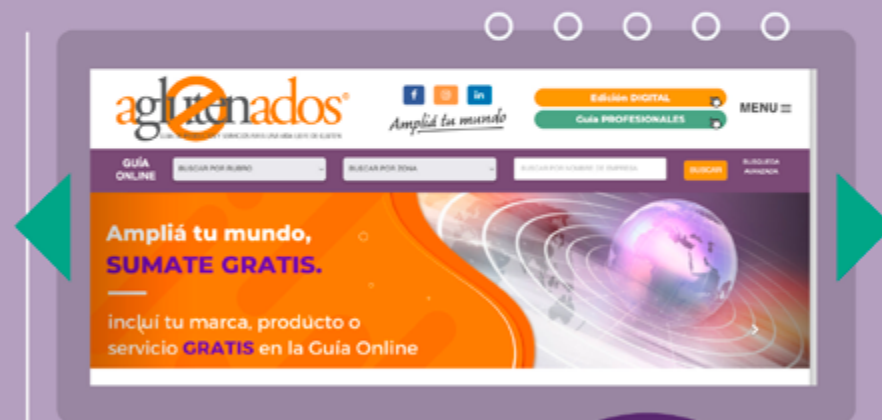 aglutenados®
Ampliá tu mundo
Edición DIGITAL
Guía PROFESIONALES
MENU
GUÍA
ONLINE
BUSCAR POR RUBRO
BUSCAR POR ZONA
BUSCAR POR NOMBRE DE EMPRESA
BUSCAR
BUSQUEDA
AVANZADA
Ampliá tu mundo,
SUMATE GRATIS.
incluí tu marca, producto o
servicio GRATIS en la Guía Online